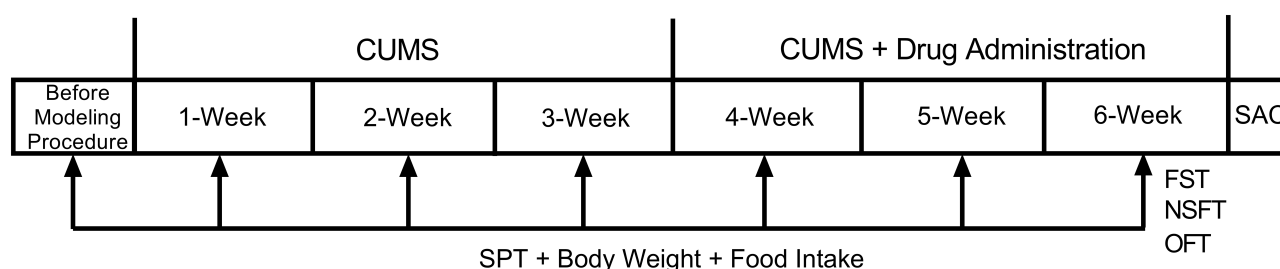 CUMS
CUMS + Drug Administration
Before
Modeling
Procedure
1-Week
2-Week
3-Week
4-Week
5-Week
6-Week
SAC
FST
NSFT
OFT
SPT + Body Weight + Food Intake